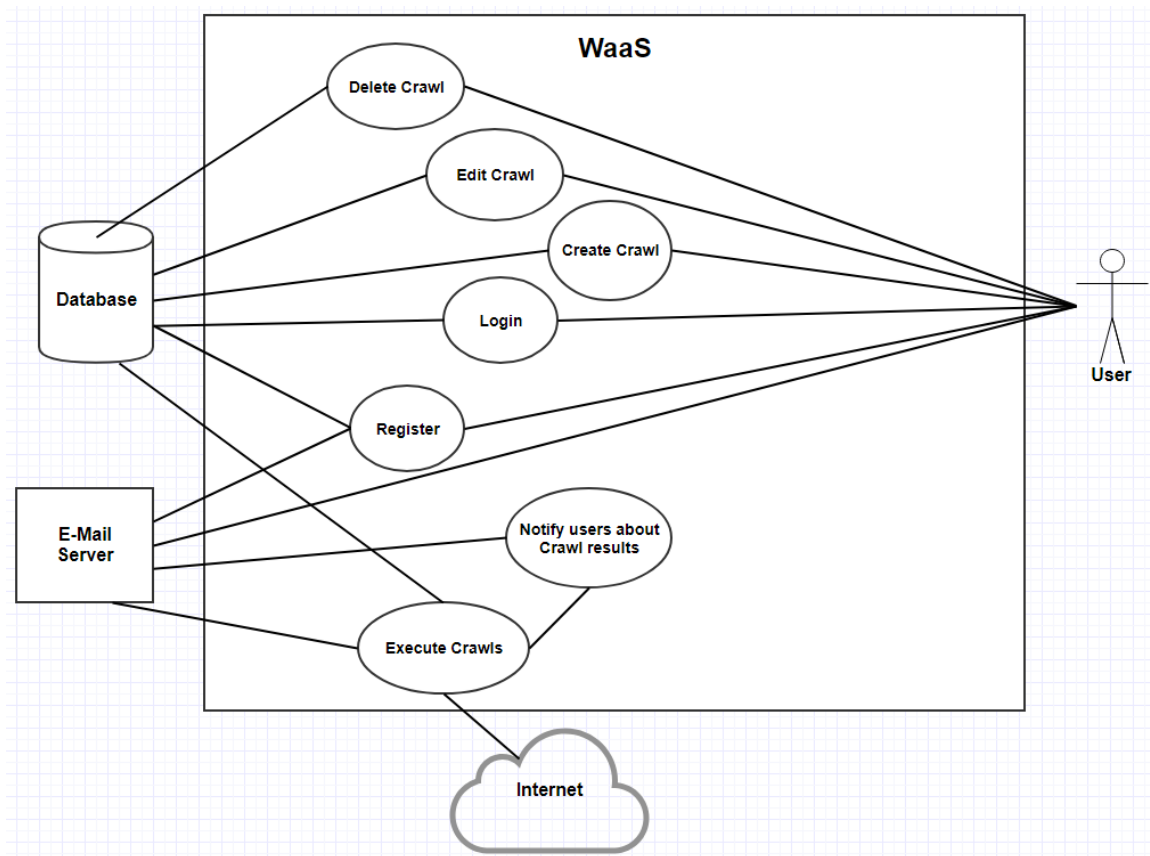 WaaS
Delete Crawl
Edit Crawl
Create Crawl
Database
Login
User
Register
E-Mail
Server
Notify users about
Crawl results
Execute Crawls
Internet